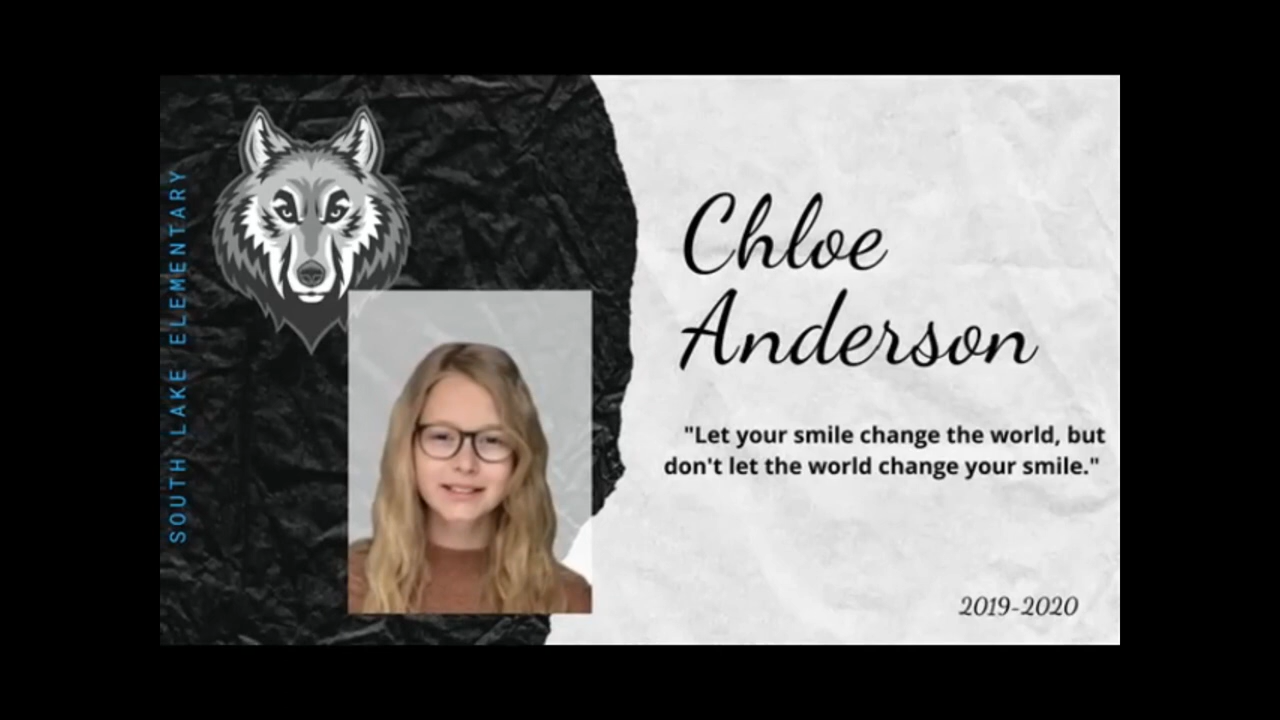 SOUTH LAKE ELEMENTARY
Chloe
Anderson
"Let your smile change the world, but
don't let the world change your smile."
2019-2020